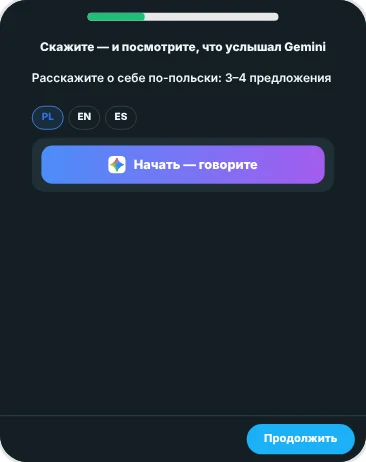 Скажите — и посмотрите, что услышал Gemini
Расскажите о себе по-польски: 3–4 предложения
PL EN ES
Начать — говорите
Продолжить